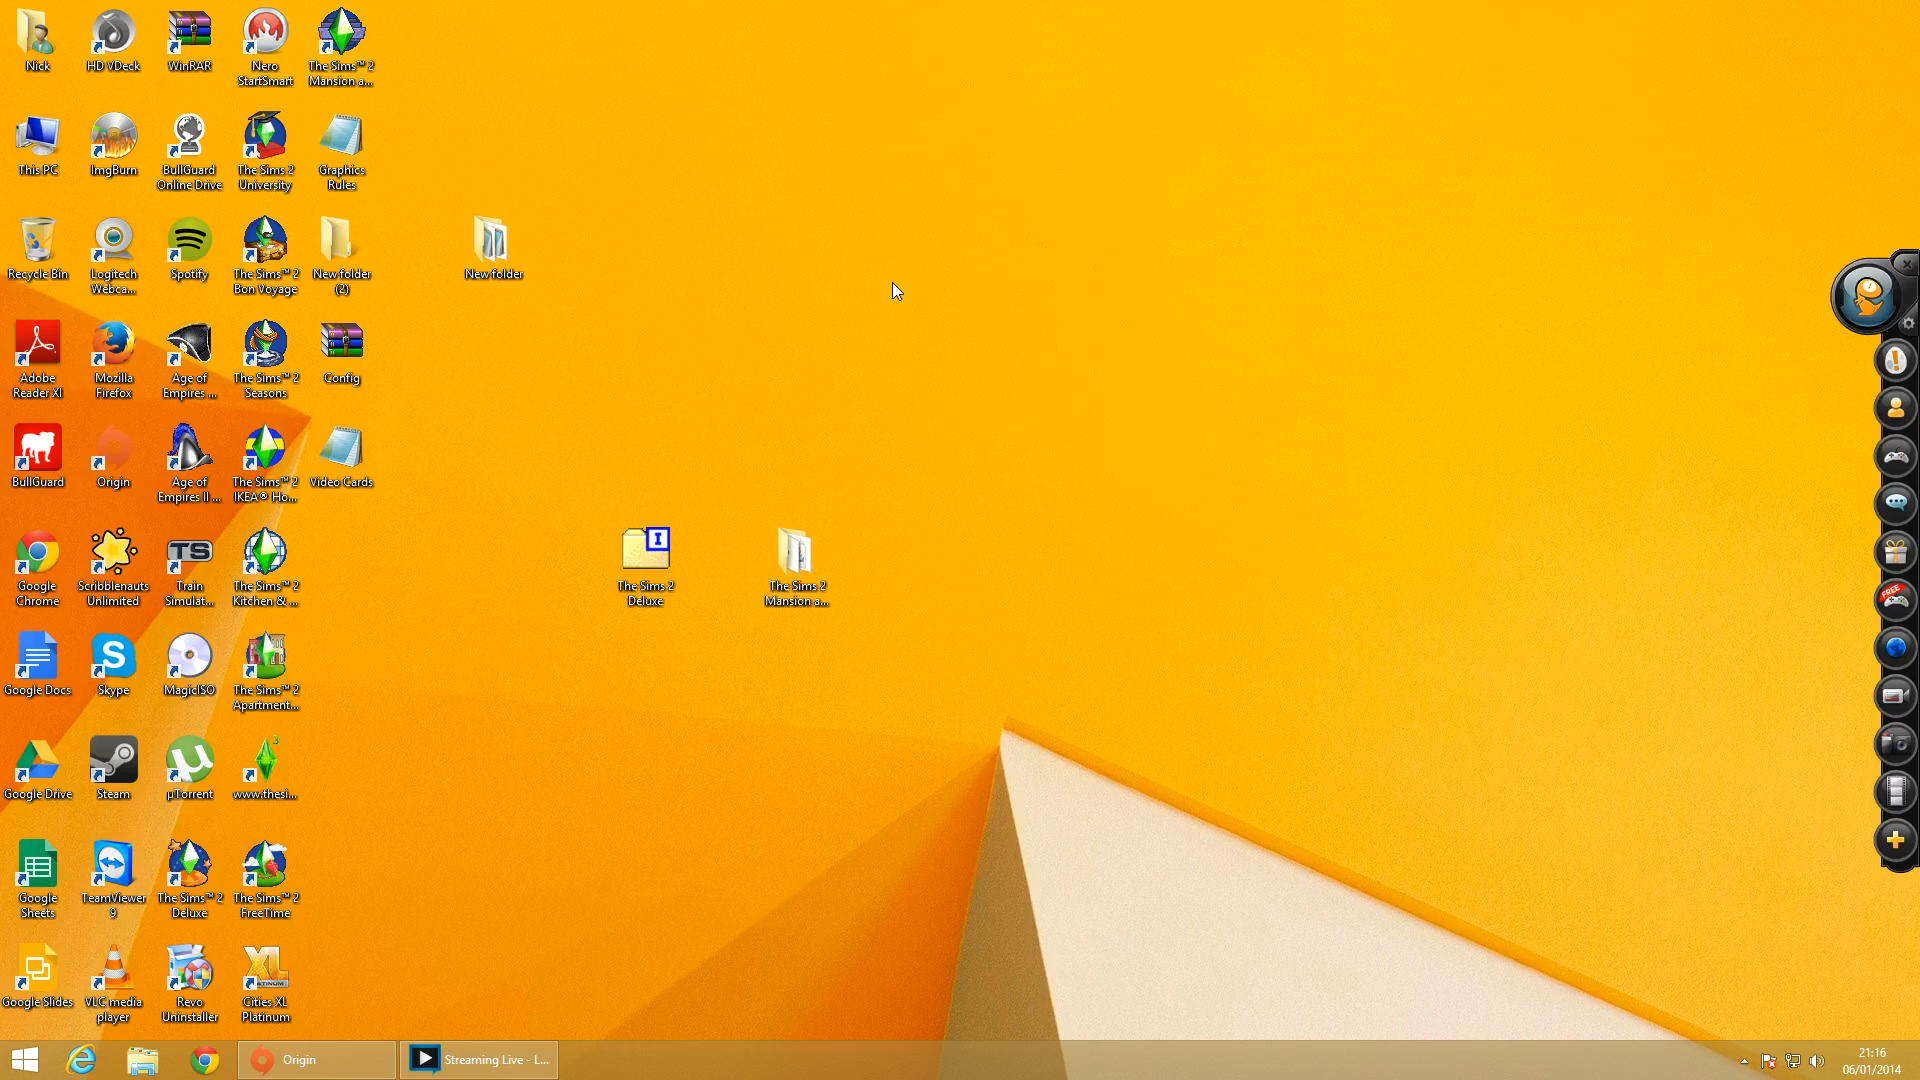 Nick
HD VDeck
WinRAR
Nero
StartSmart
The Sims™ 2
Mansion a...
This PC
ImgBurn
BullGuard
Online Drive
The Sims 2
University
Graphics
Rules
Recycle Bin
Logitech
Webca...
Spotify
The Sims™ 2
Bon Voyage
New folder
(2)
New folder
Adobe
Reader XI
Mozilla
Firefox
Age of
Empires ...
The Sims™ 2
Seasons
Config
BullGuard
Origin
Age of
Empires II ...
The Sims™ 2
IKEA® Ho...
Video Cards
Google
Chrome
Scribblenauts
Unlimited
TS
Train
Simulat...
The Sims™ 2
Kitchen & ...
I
The Sims 2
Deluxe
The Sims 2
Mansion a...
FREE
Google Docs
S
Skype
MagicISO
The Sims™ 2
Apartment...
Google Drive
Steam
µ
µTorrent
3
www.thesi...
Google
Sheets
TeamViewer
9
The Sims™ 2
Deluxe
The Sims™ 2
FreeTime
Google Slides
VLC media
player
Revo
Uninstaller
XL
PLATINUM
Cities XL
Platinum
Origin
Streaming Live - L...
21:16
06/01/2014